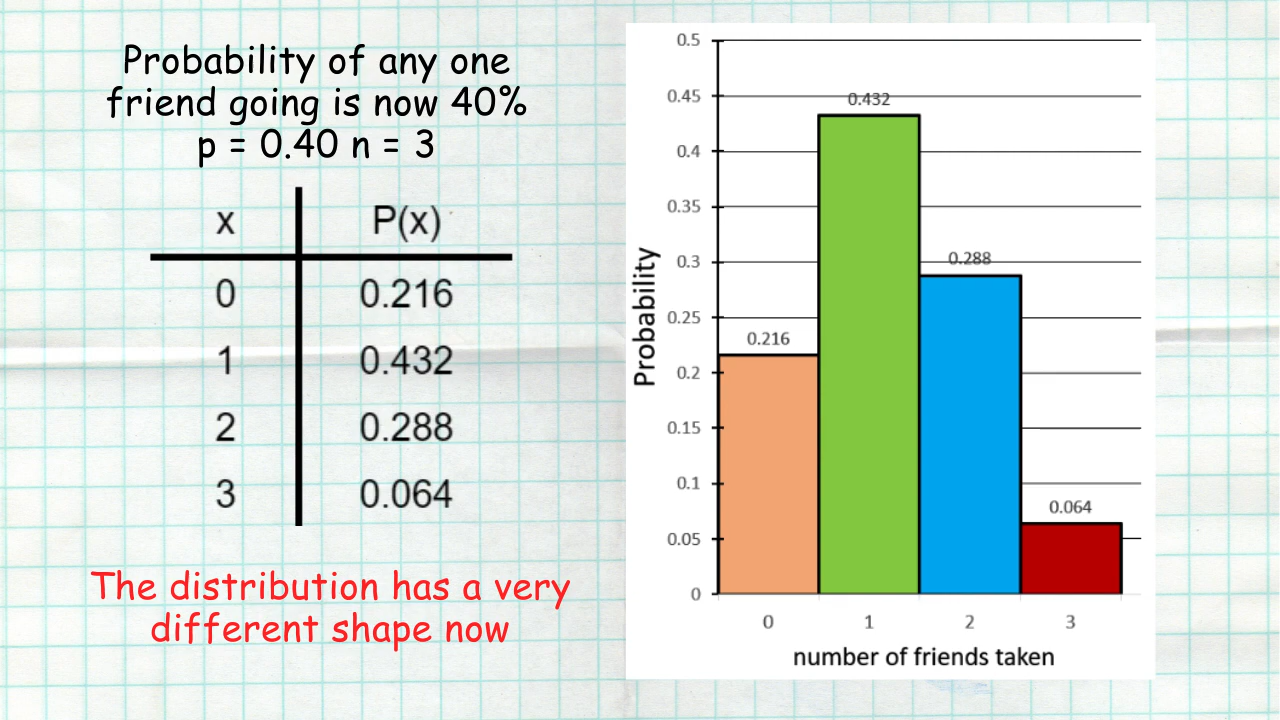 Probability of any one
friend going is now 40%
p = 0.40 n = 3
x P(x)
0 0.216
1 0.432
2 0.288
3 0.064
The distribution has a very
different shape now
Probability
0.5
0.45
0.4
0.35
0.3
0.25
0.2
0.15
0.1
0.05
0
0.216
0.432
0.288
0.064
0 1 2 3
number of friends taken